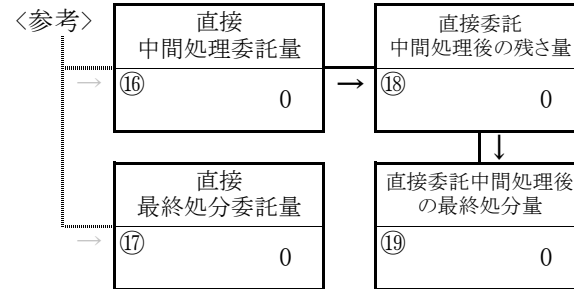 〈参考〉
直接
中間処理委託量
→
⑯
0
→
直接委託
中間処理後の残さ量
⑱
0
↓
直接
最終処分委託量
→
⑰
0
直接委託中間処理後
の最終処分量
⑲
0